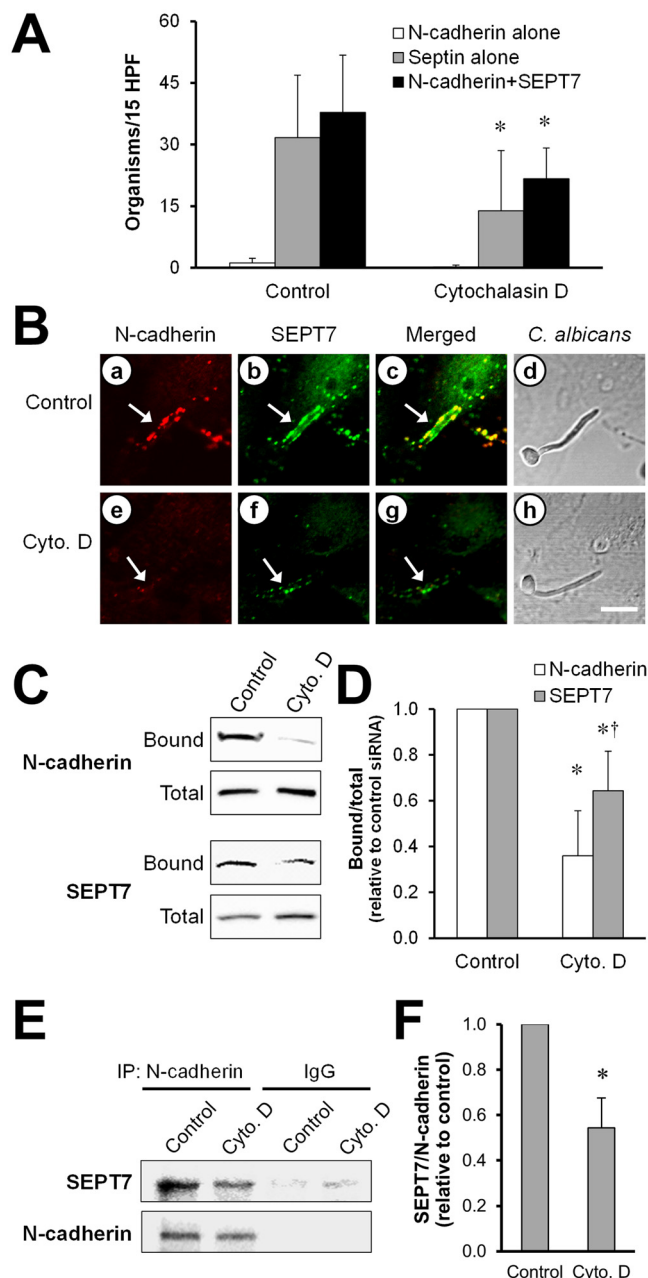 A
Organisms/15 HPF
60
45
30
15
0
N-cadherin alone
Septin alone
N-cadherin+SEPT7
* *
Control Cytochalasin D
B
N-cadherin SEPT7 Merged C. albicans
Control
a b c d
Cyto. D
e f g h
C
Control Cyto. D
N-cadherin
Bound
Total
SEPT7
Bound
Total
D
N-cadherin
SEPT7
Bound/total
(relative to control siRNA)
1.0
0.8
0.6
0.4
0.2
0.0
* *†
Control Cyto. D
E
IP: N-cadherin IgG
Control Cyto. D Control Cyto. D
SEPT7
N-cadherin
F
SEPT7/N-cadherin
(relative to control)
1.0
0.8
0.6
0.4
0.2
0.0
*
Control Cyto. D